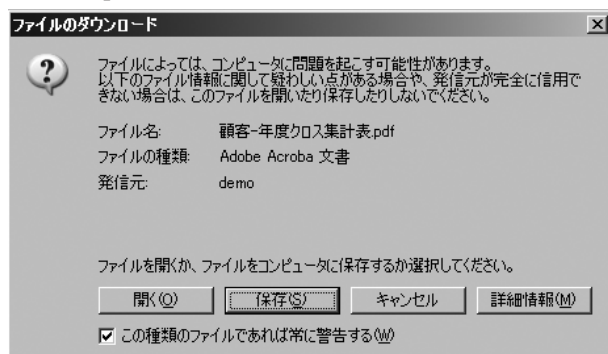 ファイルのダウンロード
ファイルによっては、コンピュータに問題を起こす可能性があります。
以下のファイル情報に関して疑わしい点がある場合や、発信元が完全に信用で
きない場合は、このファイルを開いたり保存したりしないでください。
ファイル名: 顧客-年度クロス集計表.pdf
ファイルの種類: Adobe Acroba 文書
発信元: demo
ファイルを開くか、ファイルをコンピュータに保存するか選択してください。
開く(O) 保存(S) キャンセル 詳細情報(M)
この種類のファイルであれば常に警告する(W)